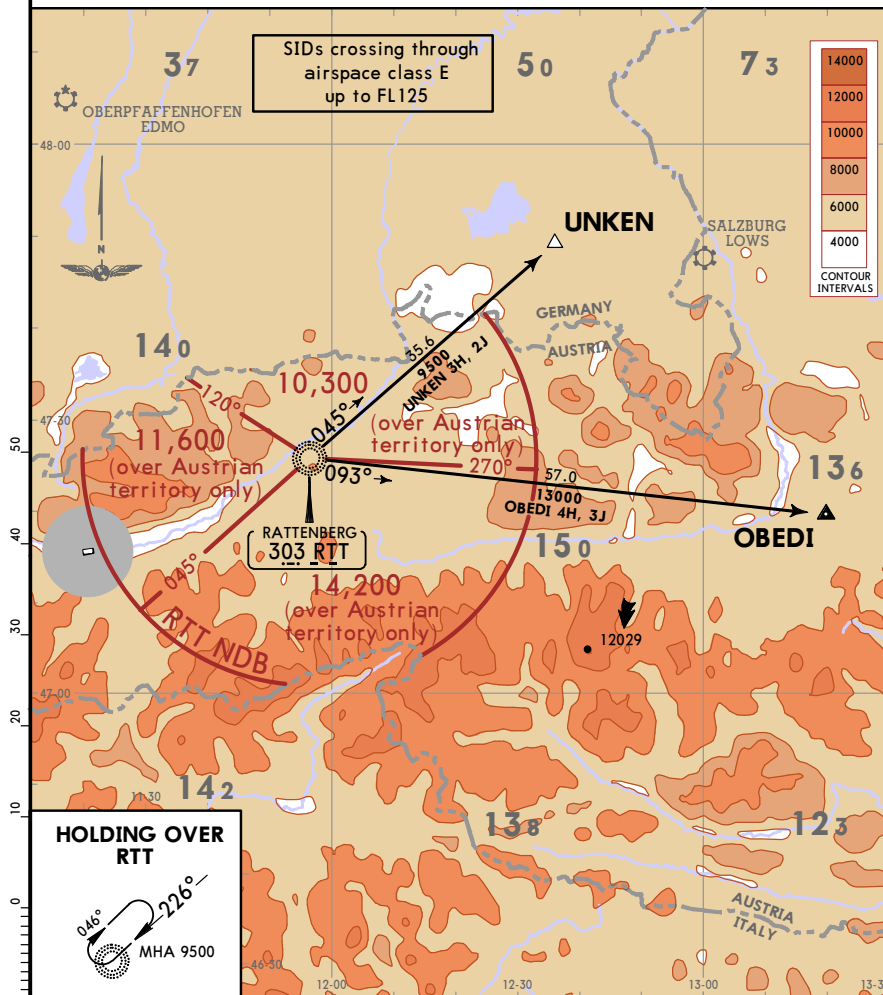 SIDs crossing through
airspace class E
up to FL125
37
50
73
14000
12000
10000
8000
6000
4000
CONTOUR
INTERVALS
OBERPFAFFENHOFEN
EDMO
48-00
N
UNKEN
SALZBURG
LOWS
GERMANY
AUSTRIA
140
35.6
9500
UNKEN 3H, 2J
10,300
(over Austrian
territory only)
120°
045°
47-30
11,600
(over Austrian
territory only)
093°
270°
57.0
13000
OBEDI 4H, 3J
136
OBEDI
RATTENBERG
303 RTT
150
045°
14,200
(over Austrian
territory only)
RTT NDB
12029
47-00
50
40
30
20
10
0
142
11-30
138
123
HOLDING OVER
RTT
046°
226°
MHA 9500
AUSTRIA
ITALY
46-30
12-00
12-30
13-00
13-3